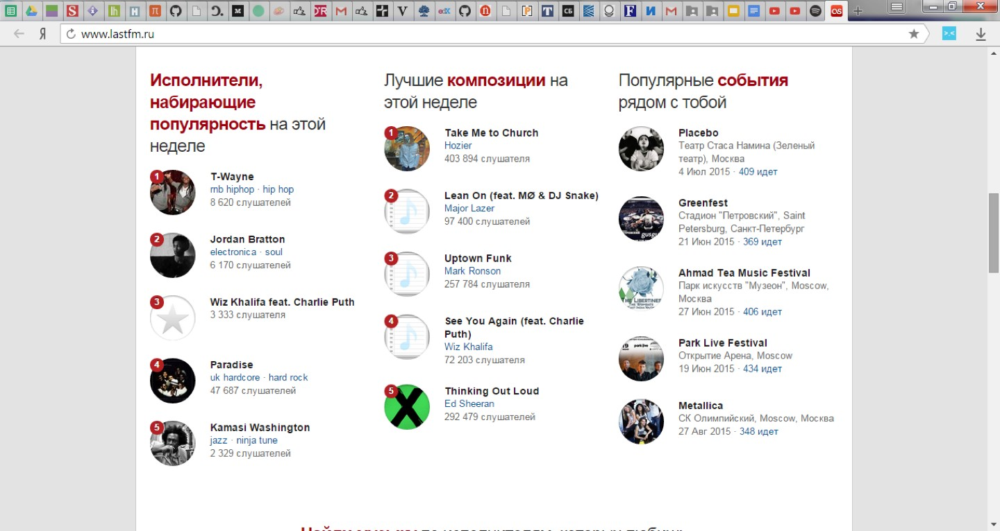 www.lastfm.ru
Исполнители,
набирающие
популярность на этой
неделе
1
T-Wayne
rnb hiphop · hip hop
8 620 слушателей
2
Jordan Bratton
electronica · soul
6 170 слушателей
3
Wiz Khalifa feat. Charlie Puth
3 333 слушателя
4
Paradise
uk hardcore · hard rock
47 687 слушателей
5
Kamasi Washington
jazz · ninja tune
2 329 слушателей
Лучшие композиции на
этой неделе
1
Take Me to Church
Hozier
403 894 слушателя
2
Lean On (feat. MØ & DJ Snake)
Major Lazer
97 400 слушателей
3
Uptown Funk
Mark Ronson
257 784 слушателя
4
See You Again (feat. Charlie
Puth)
Wiz Khalifa
72 203 слушателя
5
Thinking Out Loud
Ed Sheeran
292 479 слушателей
Популярные события
рядом с тобой
Placebo
Театр Стаса Намина (Зеленый
театр), Москва
4 Июл 2015 · 409 идет
Greenfest
Стадион "Петровский", Saint
Petersburg, Санкт-Петербург
21 Июн 2015 · 369 идет
THE LIBERTINES
Ahmad Tea Music Festival
Парк искусств "Музеон", Moscow,
Москва
27 Июн 2015 · 406 идет
park live
Park Live Festival
Открытие Арена, Moscow
19 Июн 2015 · 434 идет
Metallica
СК Олимпийский, Moscow, Москва
27 Авг 2015 · 348 идет